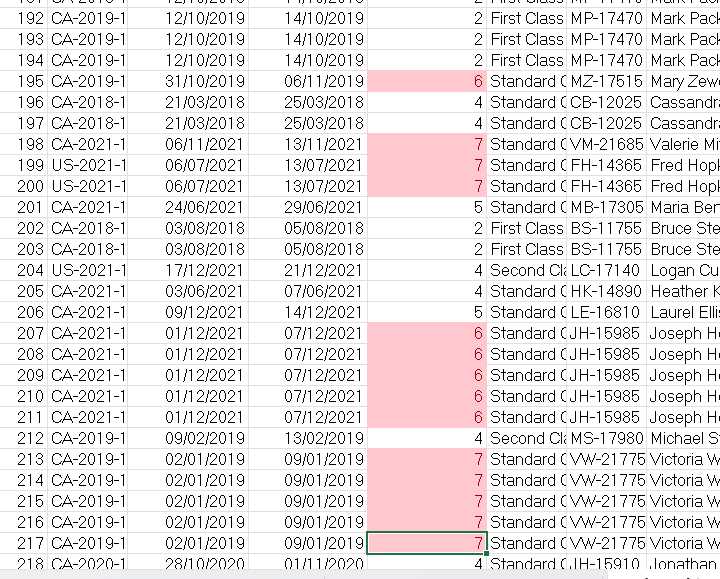 192 CA-2019-1 12/10/2019 14/10/2019 2 First Class MP-17470 Mark Pack
193 CA-2019-1 12/10/2019 14/10/2019 2 First Class MP-17470 Mark Pack
194 CA-2019-1 12/10/2019 14/10/2019 2 First Class MP-17470 Mark Pack
195 CA-2019-1 31/10/2019 06/11/2019 6 Standard C MZ-17515 Mary Zewe
196 CA-2018-1 21/03/2018 25/03/2018 4 Standard C CB-12025 Cassandra
197 CA-2018-1 21/03/2018 25/03/2018 4 Standard C CB-12025 Cassandra
198 CA-2021-1 06/11/2021 13/11/2021 7 Standard C VM-21685 Valerie Mi
199 US-2021-1 06/07/2021 13/07/2021 7 Standard C FH-14365 Fred Hopk
200 US-2021-1 06/07/2021 13/07/2021 7 Standard C FH-14365 Fred Hopk
201 CA-2021-1 24/06/2021 29/06/2021 5 Standard C MB-17305 Maria Ber
202 CA-2018-1 03/08/2018 05/08/2018 2 First Class BS-11755 Bruce Ste
203 CA-2018-1 03/08/2018 05/08/2018 2 First Class BS-11755 Bruce Ste
204 US-2021-1 17/12/2021 21/12/2021 4 Second Cla LC-17140 Logan Cu
205 CA-2021-1 03/06/2021 07/06/2021 4 Standard C HK-14890 Heather K
206 CA-2021-1 09/12/2021 14/12/2021 5 Standard C LE-16810 Laurel Elli
207 CA-2021-1 01/12/2021 07/12/2021 6 Standard C JH-15985 Joseph Ho
208 CA-2021-1 01/12/2021 07/12/2021 6 Standard C JH-15985 Joseph Ho
209 CA-2021-1 01/12/2021 07/12/2021 6 Standard C JH-15985 Joseph Ho
210 CA-2021-1 01/12/2021 07/12/2021 6 Standard C JH-15985 Joseph Ho
211 CA-2021-1 01/12/2021 07/12/2021 6 Standard C JH-15985 Joseph Ho
212 CA-2019-1 09/02/2019 13/02/2019 4 Second Cla MS-17980 Michael St
213 CA-2019-1 02/01/2019 09/01/2019 7 Standard C VW-21775 Victoria W
214 CA-2019-1 02/01/2019 09/01/2019 7 Standard C VW-21775 Victoria W
215 CA-2019-1 02/01/2019 09/01/2019 7 Standard C VW-21775 Victoria W
216 CA-2019-1 02/01/2019 09/01/2019 7 Standard C VW-21775 Victoria W
217 CA-2019-1 02/01/2019 09/01/2019 7 Standard C VW-21775 Victoria W
218 CA-2020-1 28/10/2020 01/11/2020 4 Standard C JH-15910 Jonathan